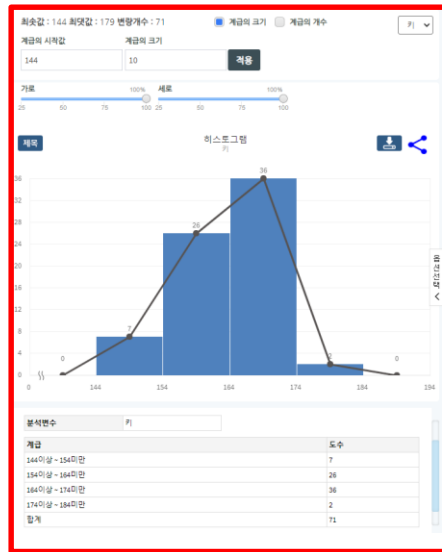 최솟값 : 144 최댓값 : 179 변량개수 : 71 계급의 크기 계급의 개수 키
계급의 시작값 계급의 크기
144 10 적용
가로 100% 세로 100%
25 50 75 100 25 50 75 100
제목 히스토그램
키
36
32
28
24
20
16
12
8
4
0
0 7 26 36 2 0
0 144 154 164 174 184 194
옵션선택
분석변수 키
계급 도수
144이상 ~ 154미만 7
154이상 ~ 164미만 26
164이상 ~ 174미만 36
174이상 ~ 184미만 2
합계 71